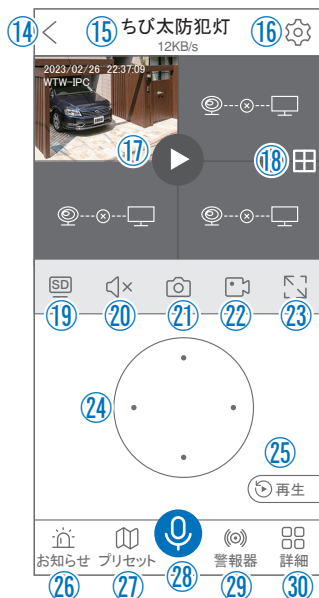 ⑭ ⑮ ちび太防犯灯 ⑯
12KB/s
2023/02/26 22:37:09
WTW-IPC
⑰ ⑱
SD
⑲ ⑳ ㉑ ㉒ ㉓
㉔
㉕
再生
お知らせ プリセット 警報器 詳細
㉖ ㉗ ㉘ ㉙ ㉚